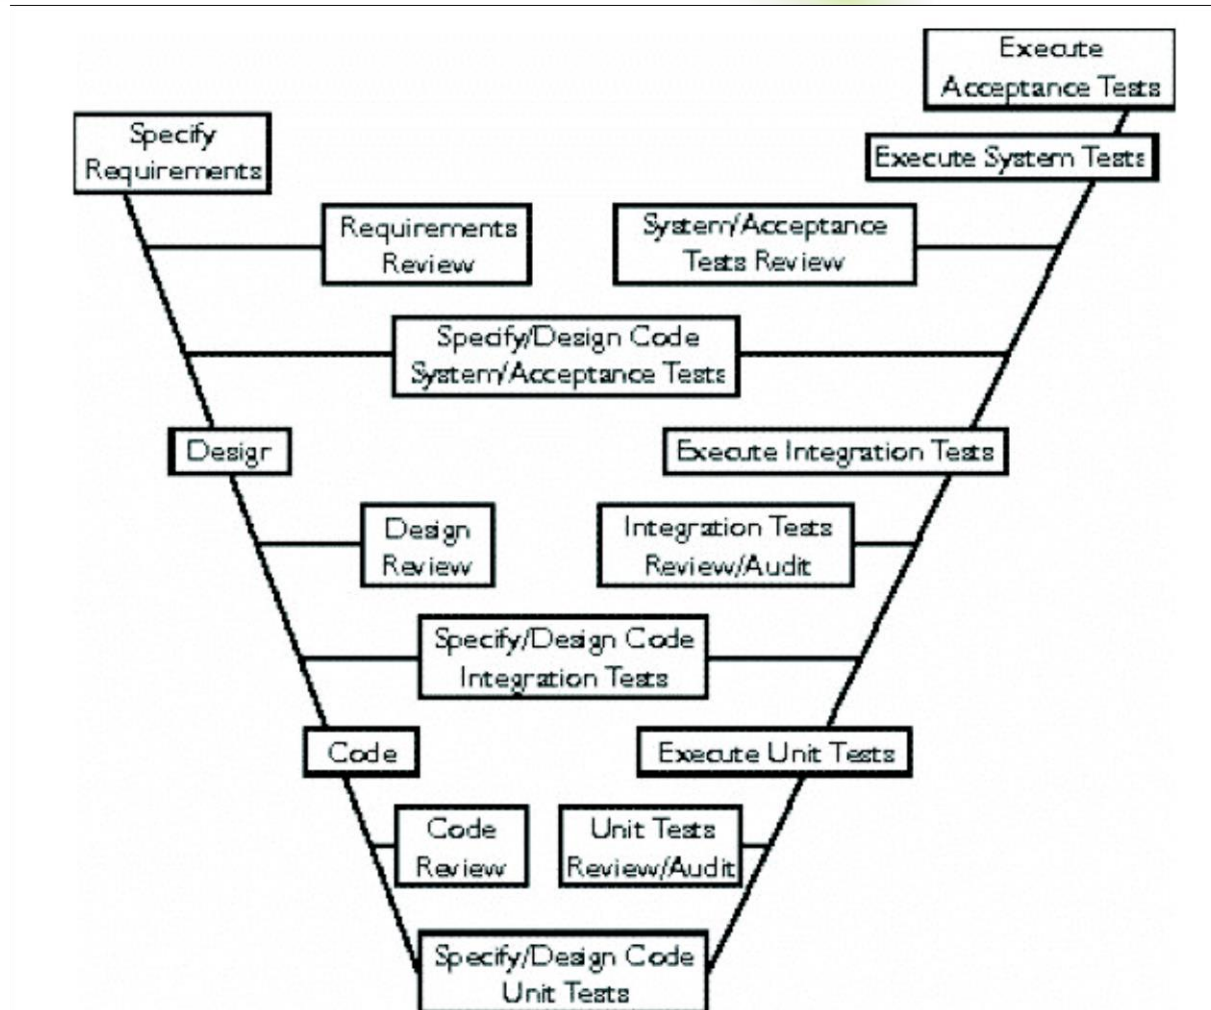 Execute
Acceptance Tests
Specify
Requirements
Execute System Tests
Requirements
Review
System/Acceptance
Tests Review
Specify/Design Code
System/Acceptance Tests
Design
Execute Integration Tests
Design
Review
Integration Tests
Review/Audit
Specify/Design Code
Integration Tests
Code
Execute Unit Tests
Code
Review
Unit Tests
Review/Audit
Specify/Design Code
Unit Tests